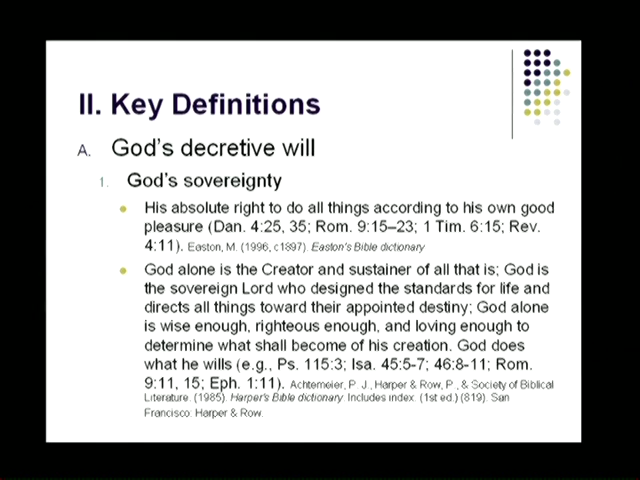 II. Key Definitions
A. God's decretive will
1. God's sovereignty
His absolute right to do all things according to his own good
pleasure (Dan. 4:25, 35; Rom. 9:15–23; 1 Tim. 6:15; Rev.
4:11). Easton, M. (1996, c1897). Easton's Bible dictionary
God alone is the Creator and sustainer of all that is; God is
the sovereign Lord who designed the standards for life and
directs all things toward their appointed destiny; God alone
is wise enough, righteous enough, and loving enough to
determine what shall become of his creation. God does
what he wills (e.g., Ps. 115:3; Isa. 45:5-7; 46:8-11; Rom.
9:11, 15; Eph. 1:11). Achtemeier, P. J., Harper & Row, P., & Society of Biblical
Literature. (1985). Harper's Bible dictionary. Includes index. (1st ed.) (819). San
Francisco: Harper & Row.